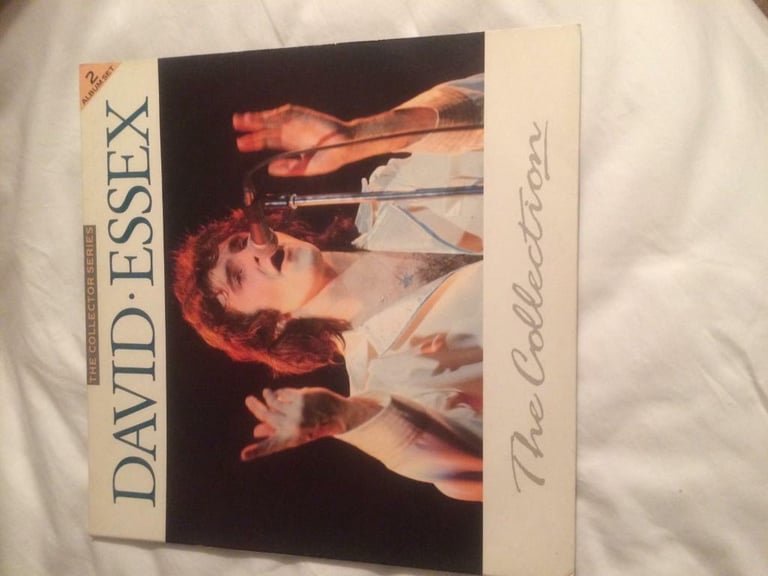 THE COLLECTOR SERIES
2
ALBUM SET
DAVID·ESSEX
The Collection